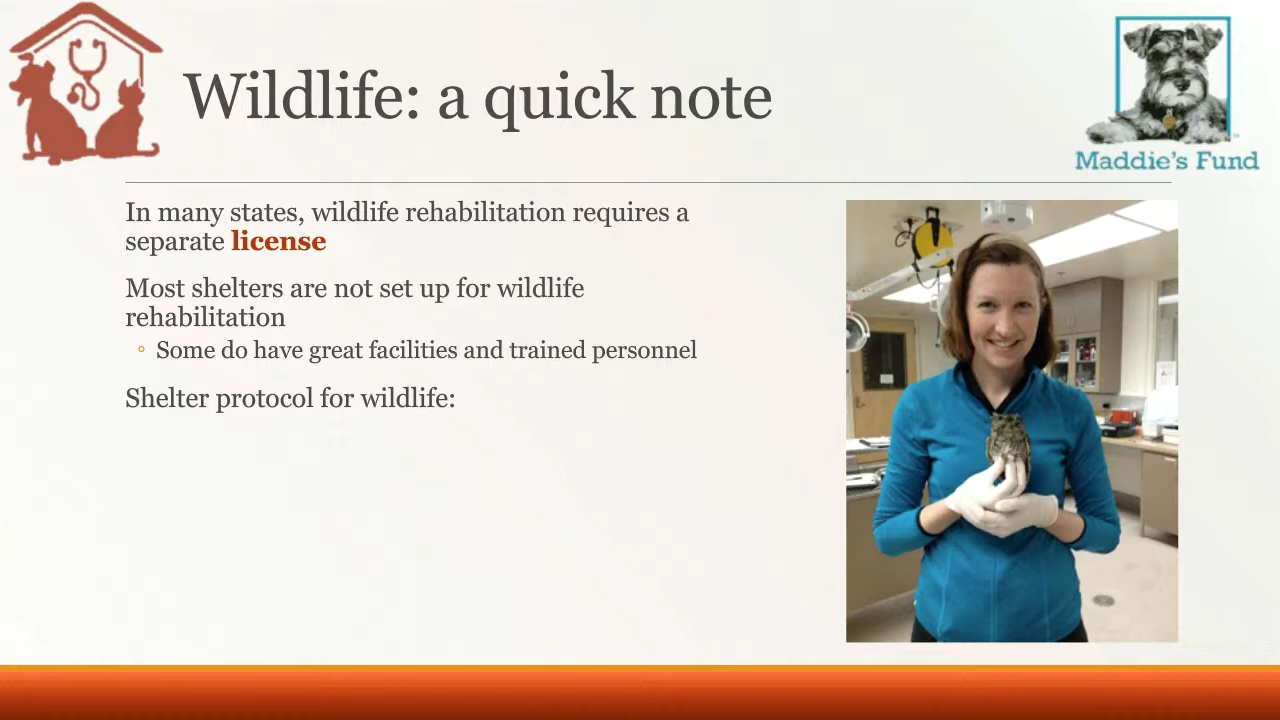 Wildlife: a quick note
Maddie's Fund
In many states, wildlife rehabilitation requires a
separate license
Most shelters are not set up for wildlife
rehabilitation
◦ Some do have great facilities and trained personnel
Shelter protocol for wildlife: